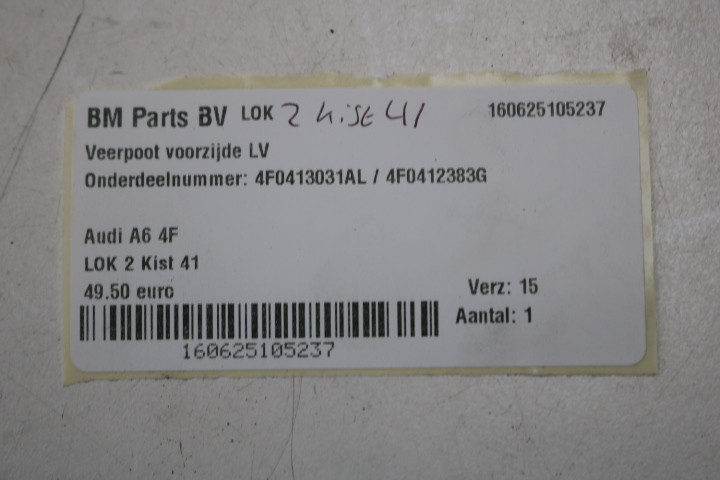 BM Parts BV LOK 2 Kist 41 160625105237
Veerpoot voorzijde LV
Onderdeelnummer: 4F0413031AL / 4F0412383G
Audi A6 4F
LOK 2 Kist 41
49.50 euro Verz: 15
Aantal: 1
160625105237